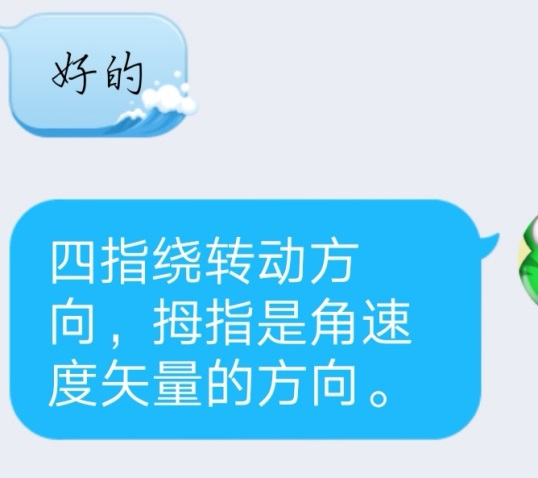 好的
四指绕转动方
向，拇指是角速
度矢量的方向。